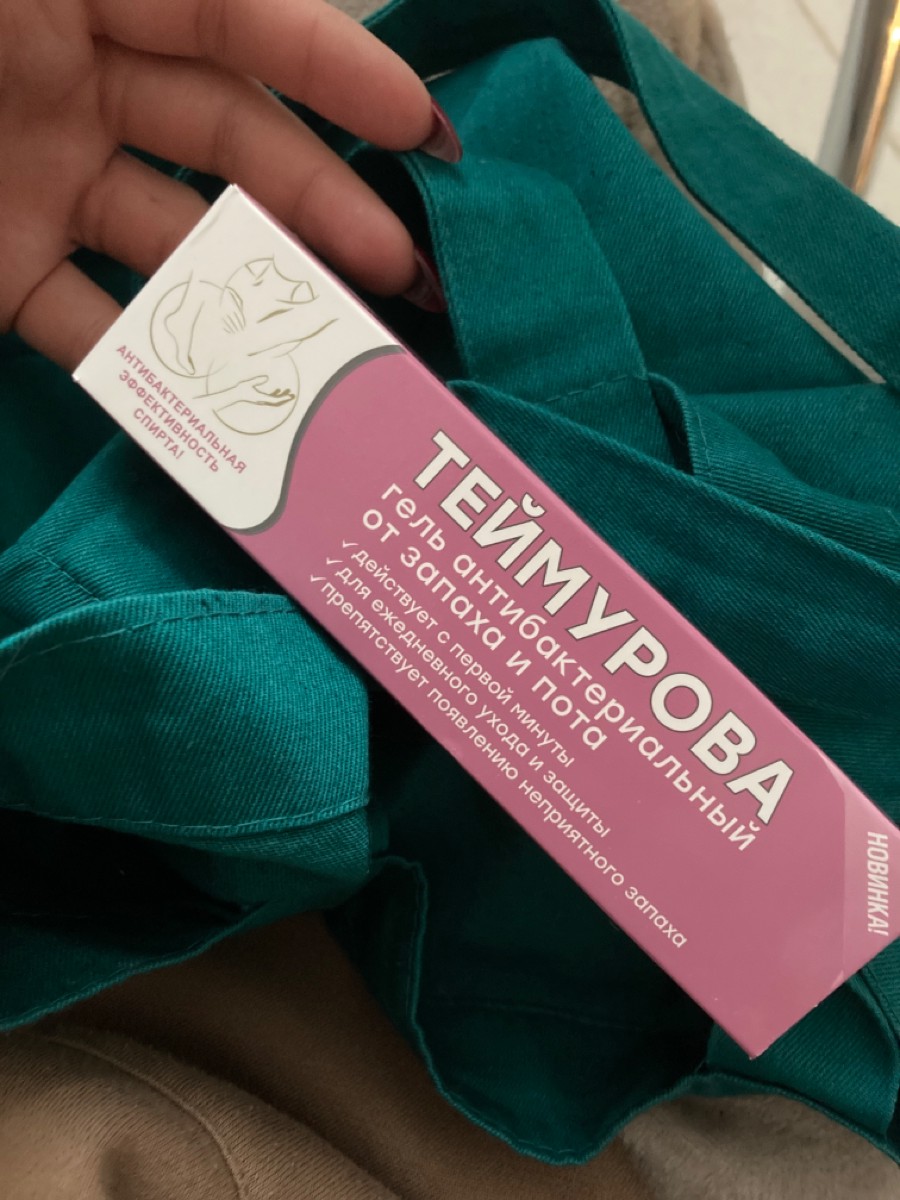 АНТИБАКТЕРИАЛЬНАЯ
ЭФФЕКТИВНОСТЬ
СПИРТА!
ТЕЙМУРОВА
гель антибактериальный
от запаха и пота
✓действует с первой минуты
✓для ежедневного ухода и защиты
✓препятствует появлению неприятного запаха
НОВИНКА!